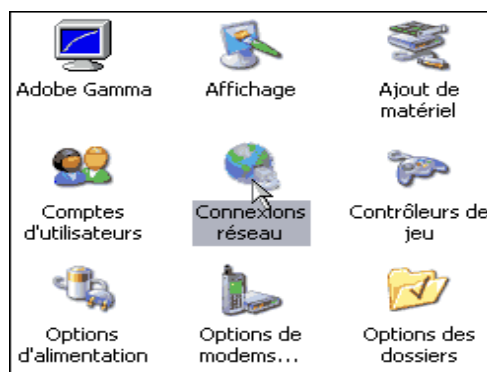 Adobe Gamma
Affichage
Ajout de
matériel
Comptes
d'utilisateurs
Connexions
réseau
Contrôleurs de
jeu
Options
d'alimentation
Options de
modems...
Options des
dossiers